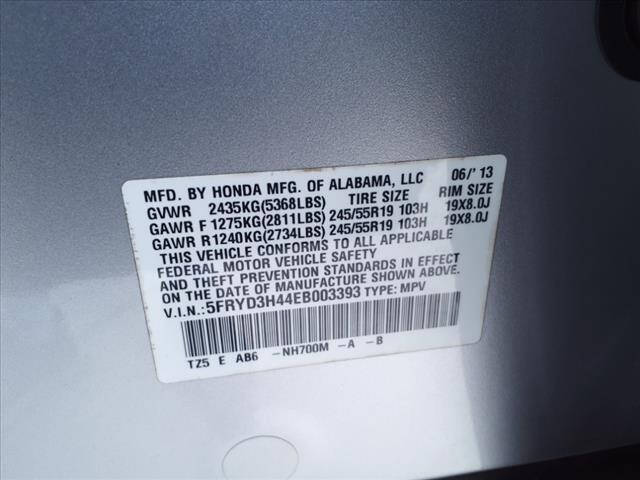 MFD. BY HONDA MFG. OF ALABAMA, LLC 06/' 13
GVWR 2435KG(5368LBS) TIRE SIZE RIM SIZE
GAWR F 1275KG(2811LBS) 245/55R19 103H 19X8.0J
GAWR R1240KG(2734LBS) 245/55R19 103H 19X8.0J
THIS VEHICLE CONFORMS TO ALL APPLICABLE
FEDERAL MOTOR VEHICLE SAFETY
AND THEFT PREVENTION STANDARDS IN EFFECT
ON THE DATE OF MANUFACTURE SHOWN ABOVE.
V.I.N.:5FRYD3H44EB003393 TYPE: MPV
TZ5 E AB6 -NH700M -A -B